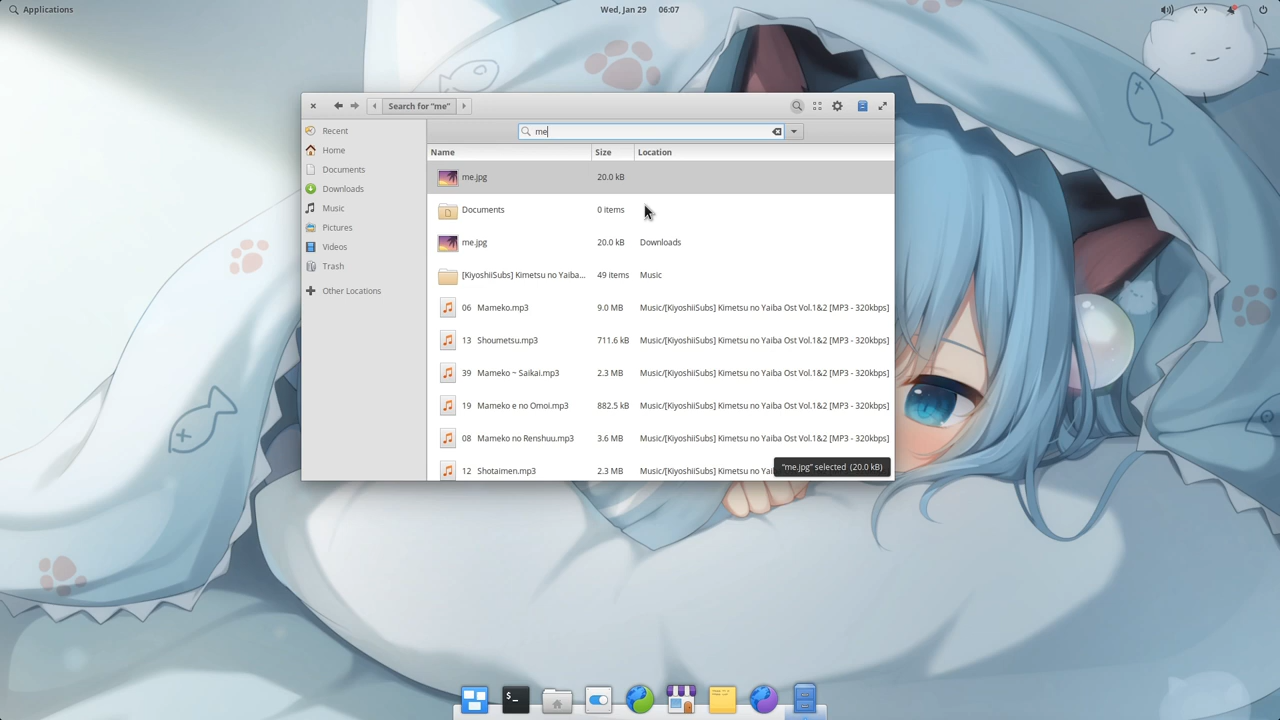 Applications
Wed, Jan 29 06:07
Search for “me”
me
Recent
Home
Documents
Downloads
Music
Pictures
Videos
Trash
Other Locations
Name Size Location
me.jpg 20.0 kB
Documents 0 items
me.jpg 20.0 kB Downloads
[KiyoshiiSubs] Kimetsu no Yaiba... 49 items Music
06 Mameko.mp3 9.0 MB Music/[KiyoshiiSubs] Kimetsu no Yaiba Ost Vol.1&2 [MP3 - 320kbps]
13 Shoumetsu.mp3 711.6 kB Music/[KiyoshiiSubs] Kimetsu no Yaiba Ost Vol.1&2 [MP3 - 320kbps]
39 Mameko ~ Saikai.mp3 2.3 MB Music/[KiyoshiiSubs] Kimetsu no Yaiba Ost Vol.1&2 [MP3 - 320kbps]
19 Mameko e no Omoi.mp3 882.5 kB Music/[KiyoshiiSubs] Kimetsu no Yaiba Ost Vol.1&2 [MP3 - 320kbps]
08 Mameko no Renshuu.mp3 3.6 MB Music/[KiyoshiiSubs] Kimetsu no Yaiba Ost Vol.1&2 [MP3 - 320kbps]
12 Shotaimen.mp3 2.3 MB Music/[KiyoshiiSubs] Kimetsu no Yai
“me.jpg” selected (20.0 kB)
$_